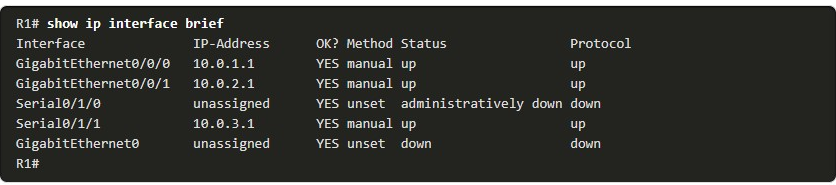 R1# show ip interface brief
Interface              IP-Address      OK? Method Status                Protocol
GigabitEthernet0/0/0   10.0.1.1        YES manual up                    up
GigabitEthernet0/0/1   10.0.2.1        YES manual up                    up
Serial0/1/0            unassigned      YES unset  administratively down down
Serial0/1/1            10.0.3.1        YES manual up                    up
GigabitEthernet0       unassigned      YES unset  down                  down
R1#